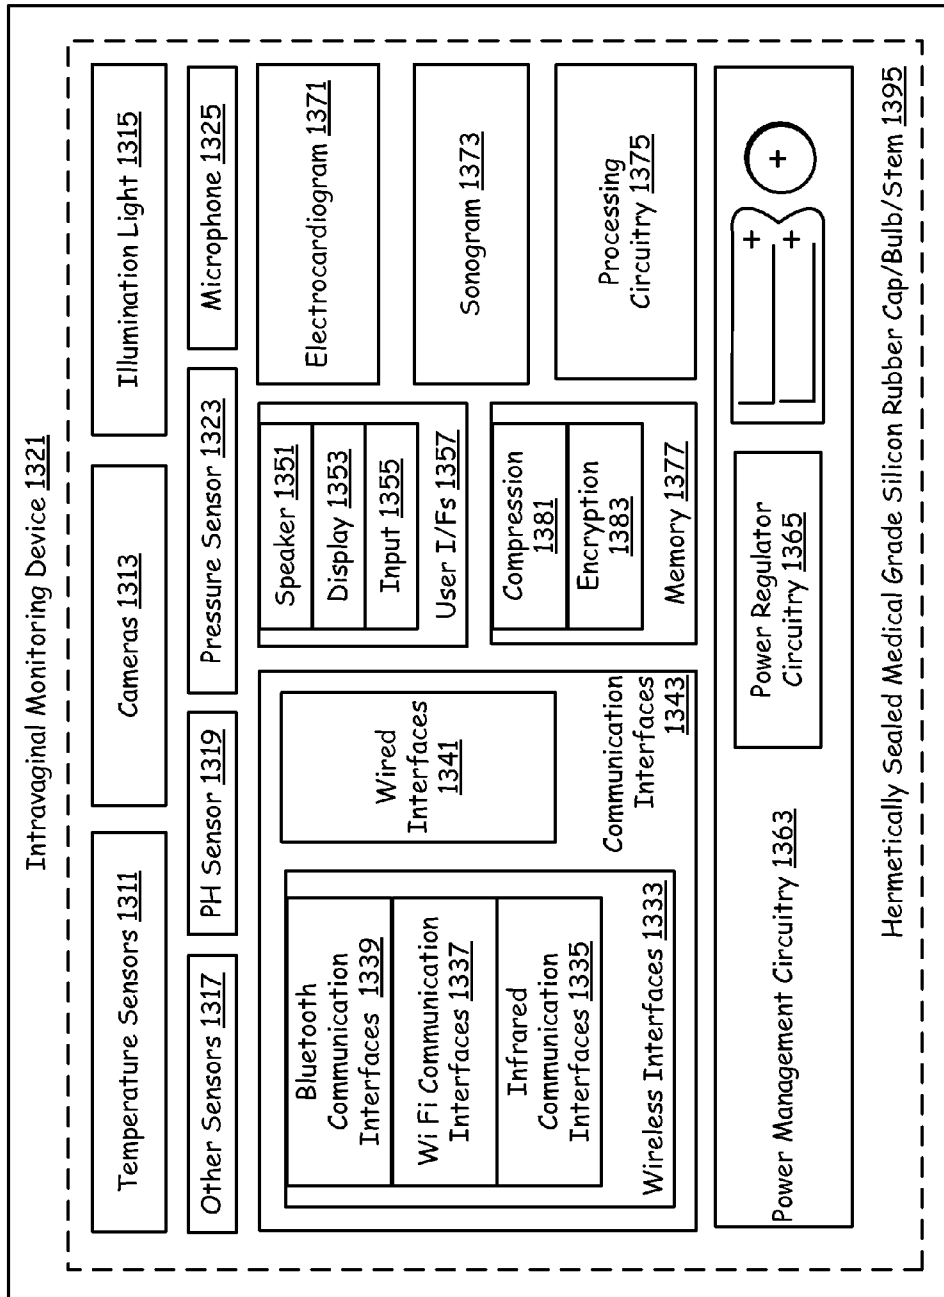 Intravaginal Monitoring Device 1321
Temperature Sensors 1311
Cameras 1313
Illumination Light 1315
Other Sensors 1317
PH Sensor 1319
Pressure Sensor 1323
Microphone 1325
Bluetooth
Communication
Interfaces 1339
Wi Fi Communication
Interfaces 1337
Infrared
Communication
Interfaces 1335
Wireless Interfaces 1333
Wired
Interfaces
1341
Communication
Interfaces
1343
Speaker 1351
Display 1353
Input 1355
User I/Fs 1357
Compression
1381
Encryption
1383
Memory 1377
Electrocardiogram 1371
Sonogram 1373
Processing
Circuitry 1375
Power Management Circuitry 1363
Power Regulator
Circuitry 1365
+
+
+
Hermetically Sealed Medical Grade Silicon Rubber Cap/Bulb/Stem 1395